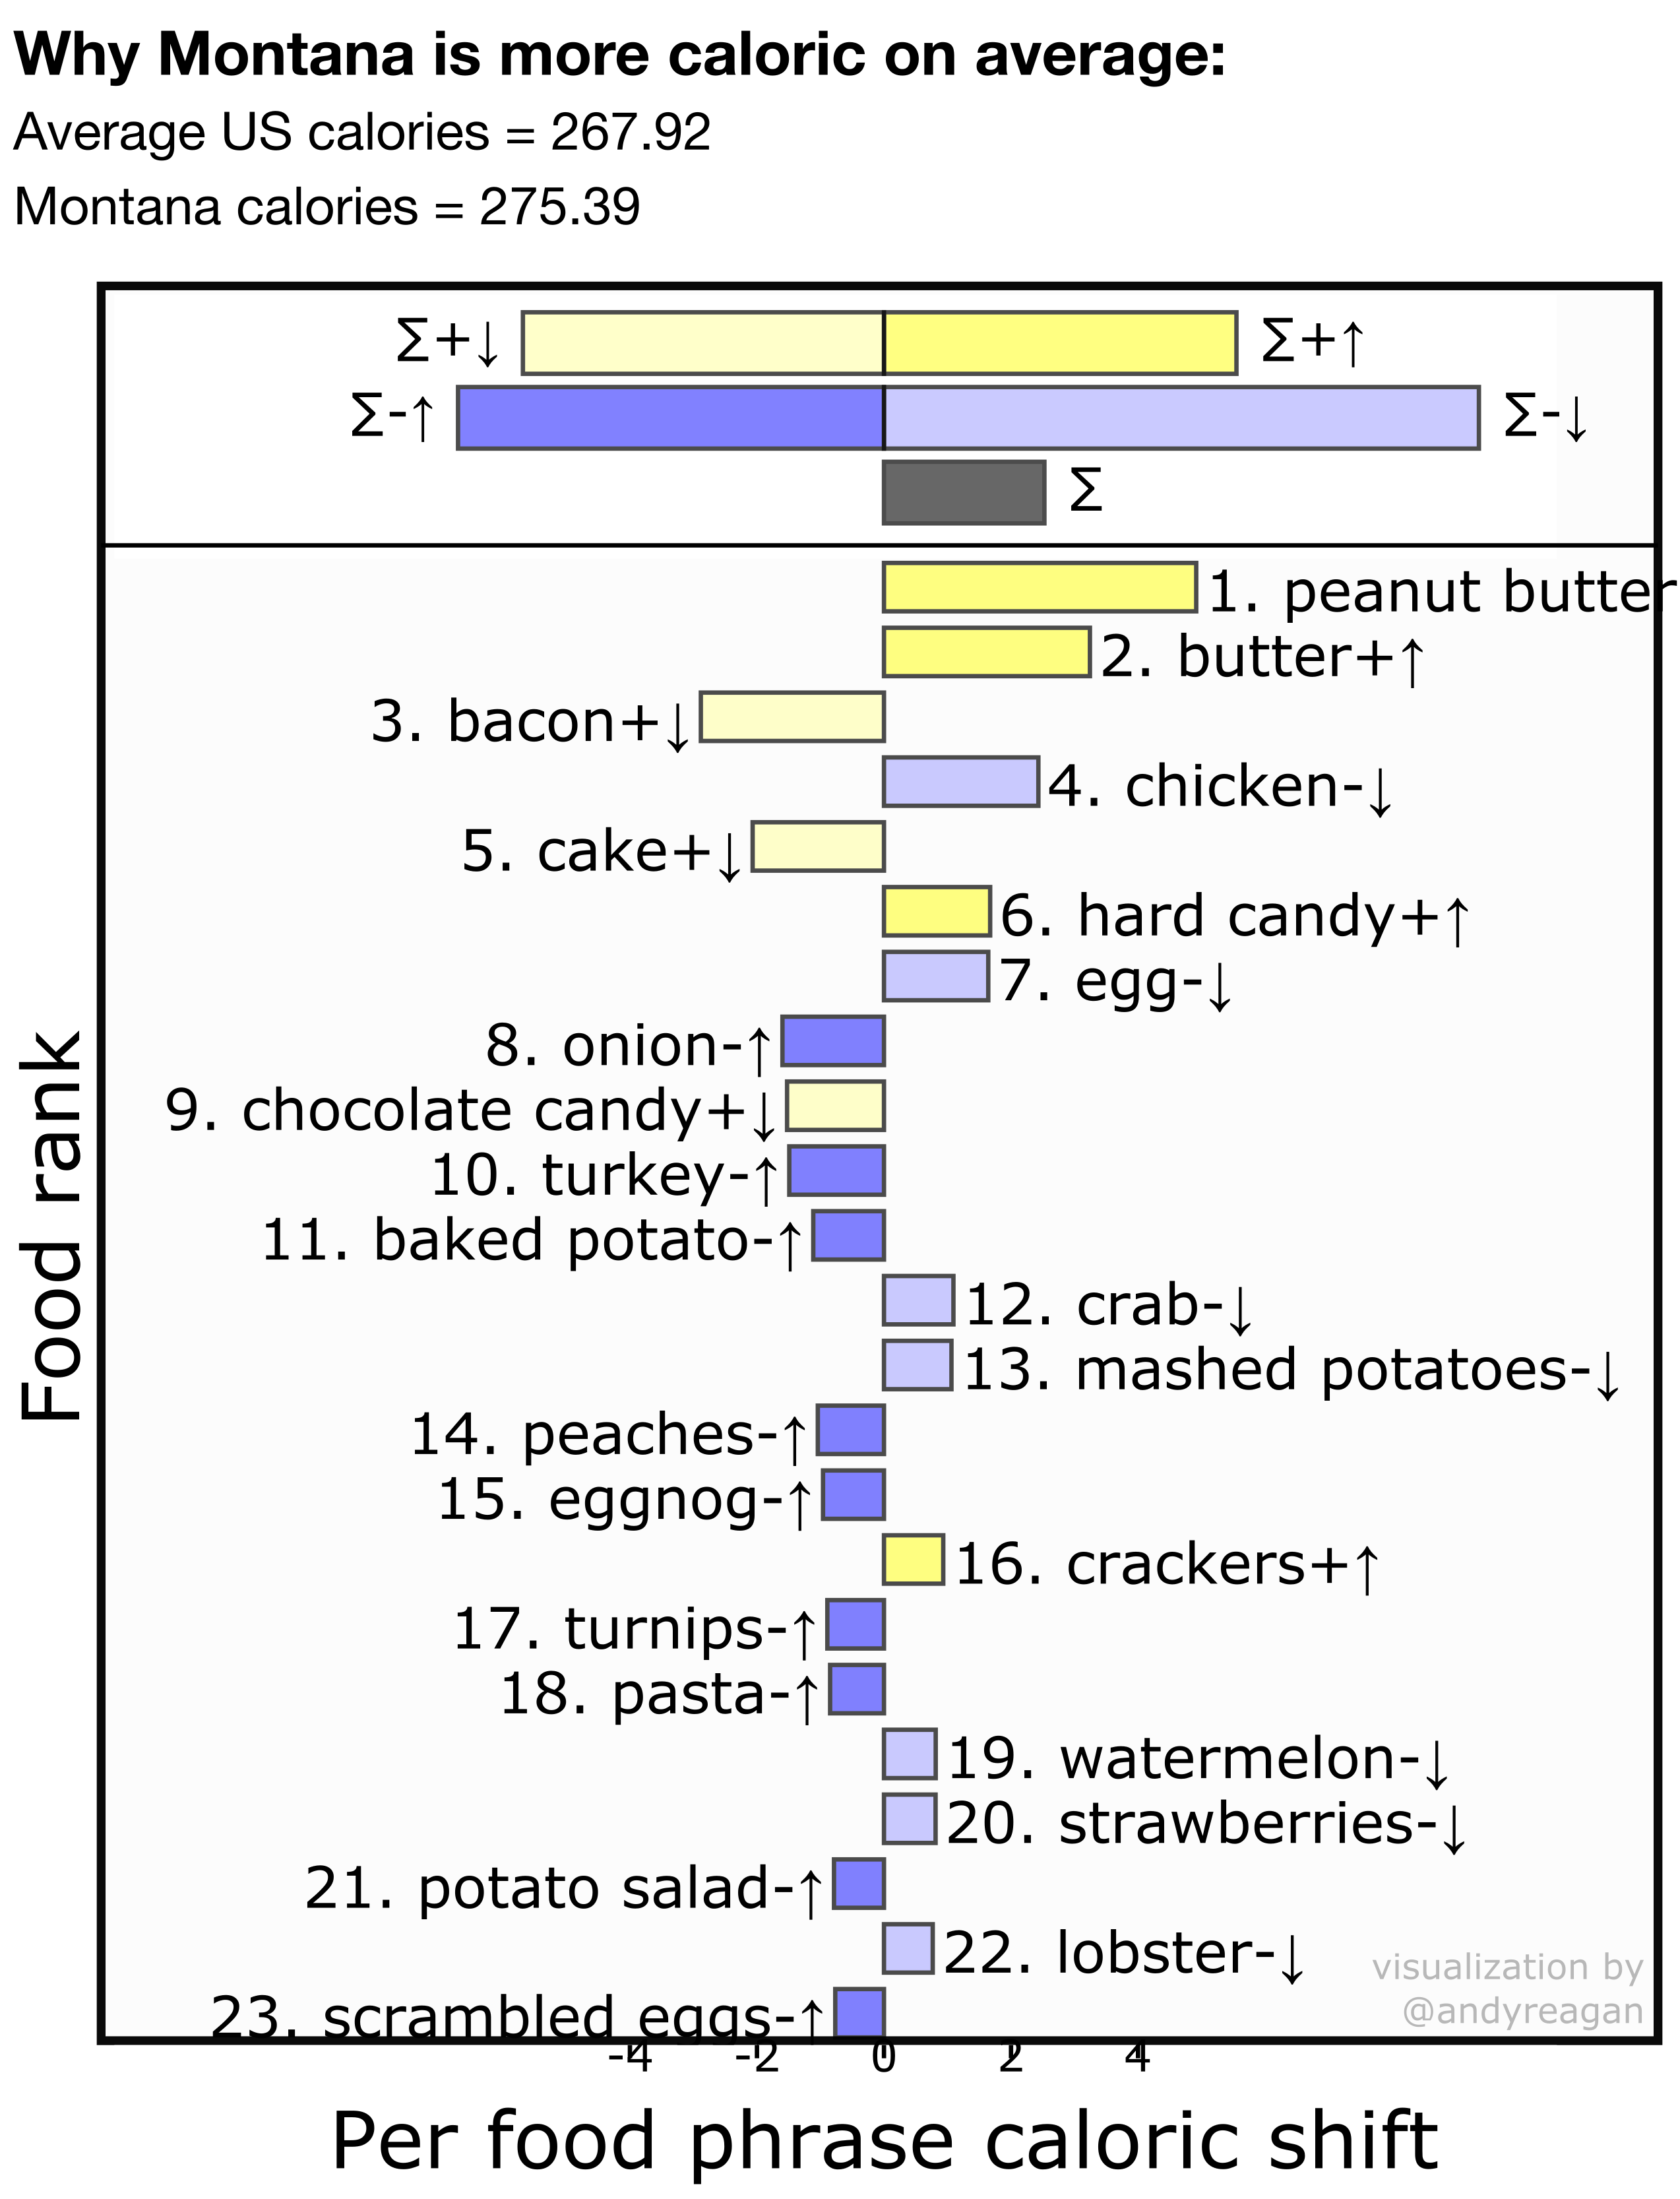 Why Montana is more caloric on average:
Average US calories = 267.92
Montana calories = 275.39
∑+↓
∑+↑
∑-↑
∑-↓
∑
1. peanut butter
2. butter+↑
3. bacon+↓
4. chicken-↓
5. cake+↓
6. hard candy+↑
7. egg-↓
8. onion-↑
9. chocolate candy+↓
10. turkey-↑
11. baked potato-↑
12. crab-↓
13. mashed potatoes-↓
14. peaches-↑
15. eggnog-↑
16. crackers+↑
17. turnips-↑
18. pasta-↑
19. watermelon-↓
20. strawberries-↓
21. potato salad-↑
22. lobster-↓
23. scrambled eggs-↑
visualization by
@andyreagan
-4 -2 0 2 4
Per food phrase caloric shift
Food rank